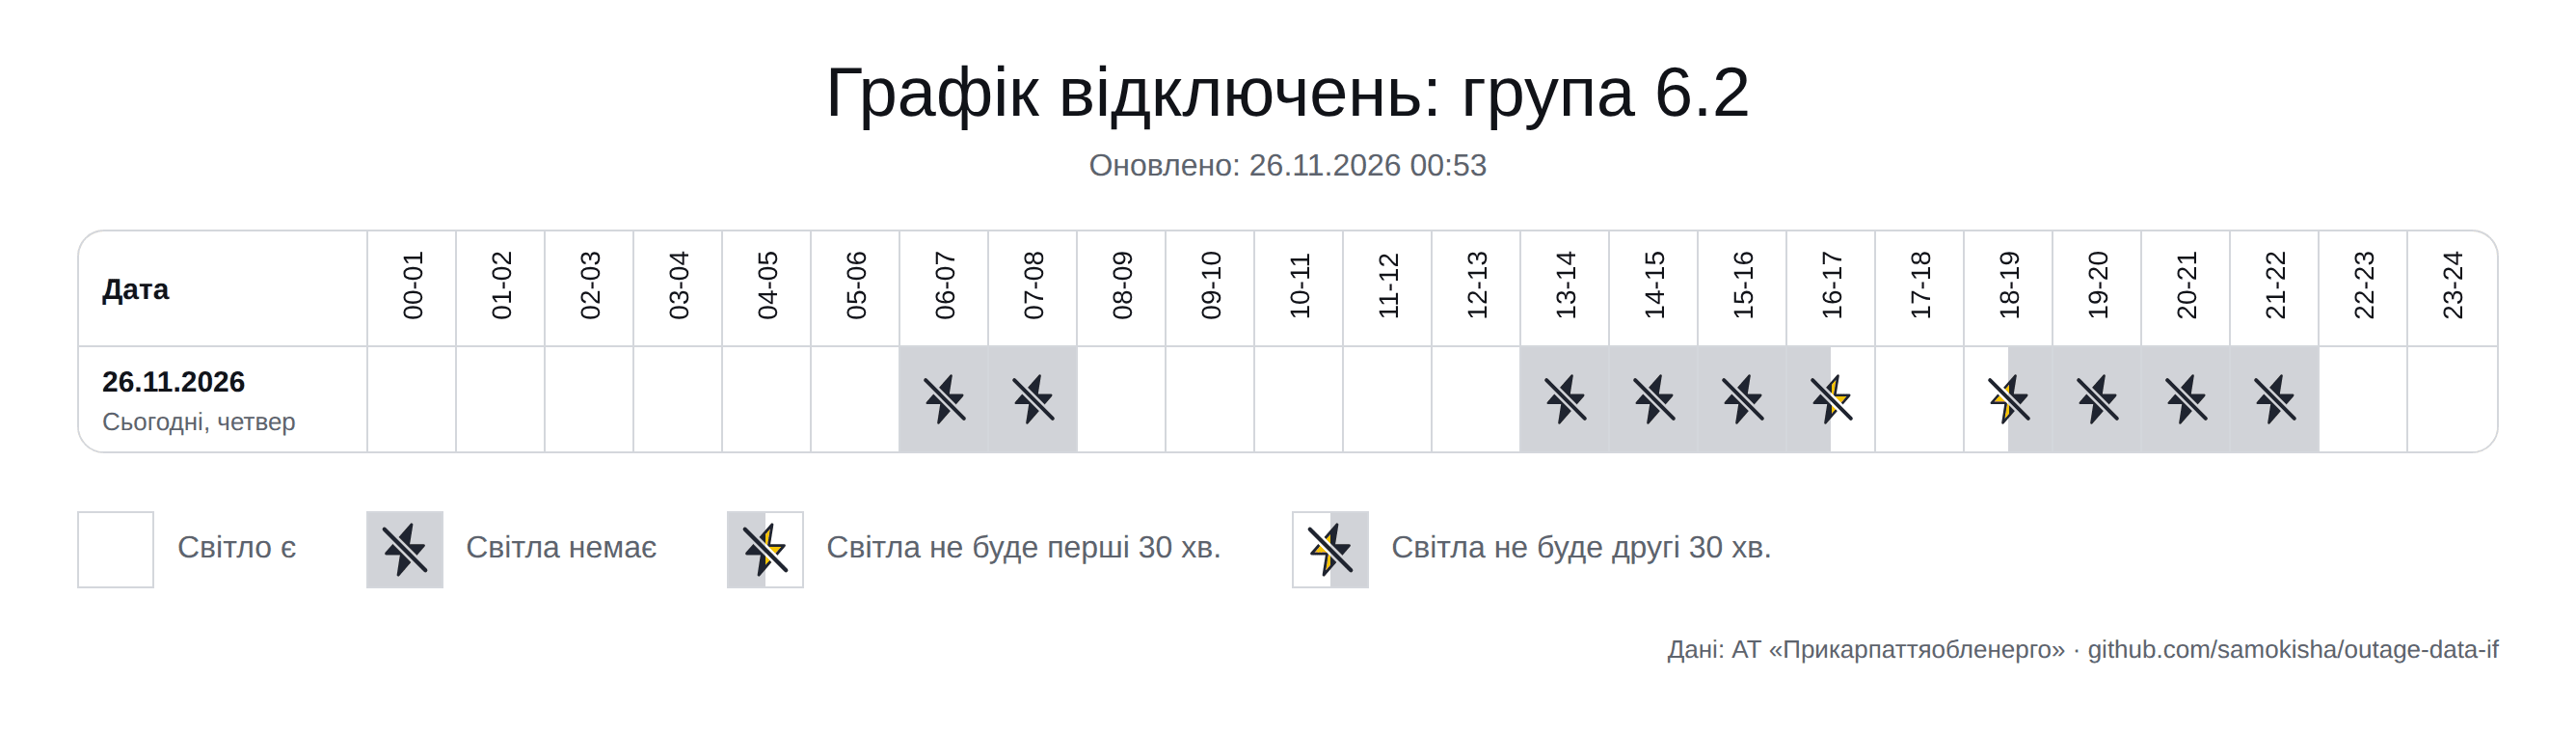 Графік відключень: група 6.2
Оновлено: 26.11.2026 00:53
Дата 00-01 01-02 02-03 03-04 04-05 05-06 06-07 07-08 08-09 09-10 10-11 11-12 12-13 13-14 14-15 15-16 16-17 17-18 18-19 19-20 20-21 21-22 22-23 23-24
26.11.2026
Сьогодні, четвер
Світло є Світла немає Світла не буде перші 30 хв. Світла не буде другі 30 хв.
Дані: АТ «Прикарпаттяобленерго» · github.com/samokisha/outage-data-if